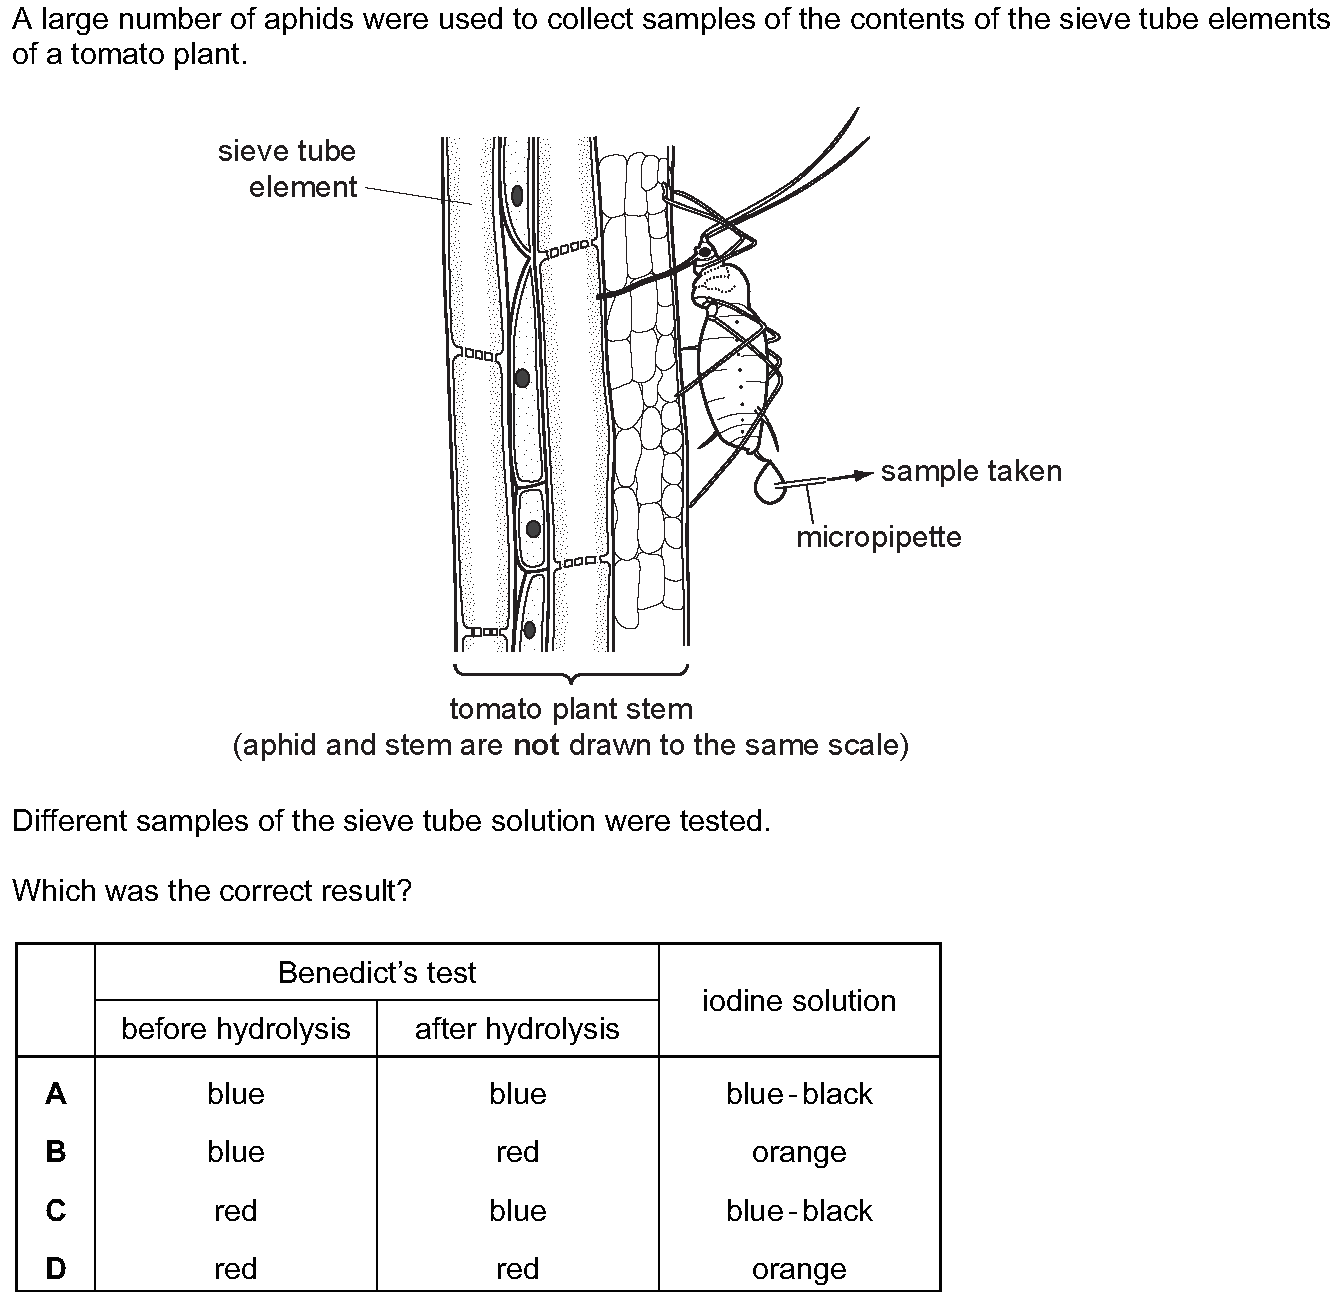 A large number of aphids were used to collect samples of the contents of the sieve tube elements
of a tomato plant.
sieve tube
element
sample taken
micropipette
tomato plant stem
(aphid and stem are not drawn to the same scale)
Different samples of the sieve tube solution were tested.
Which was the correct result?
Benedict’s test
iodine solution
before hydrolysis after hydrolysis
A blue blue blue-black
B blue red orange
C red blue blue-black
D red red orange